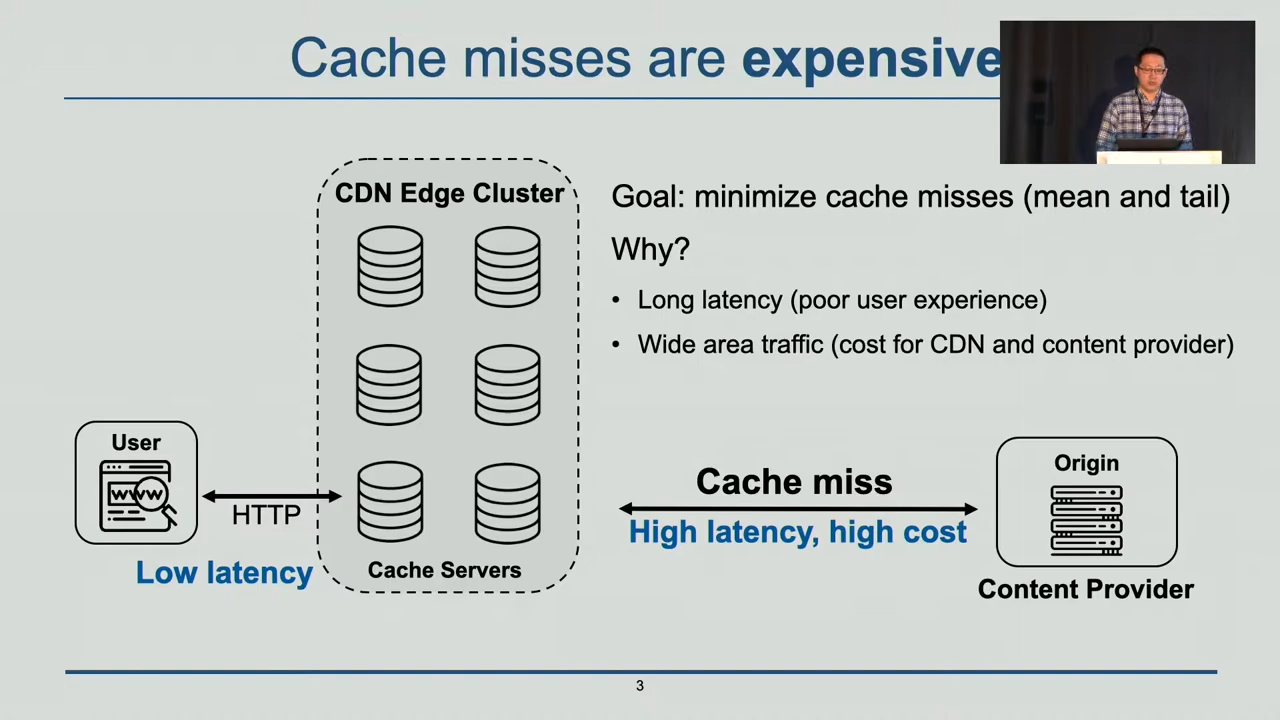 Cache misses are expensive
CDN Edge Cluster
Goal: minimize cache misses (mean and tail)
Why?
• Long latency (poor user experience)
• Wide area traffic (cost for CDN and content provider)
User
www
HTTP
Low latency
Cache Servers
Cache miss
High latency, high cost
Origin
Content Provider
3